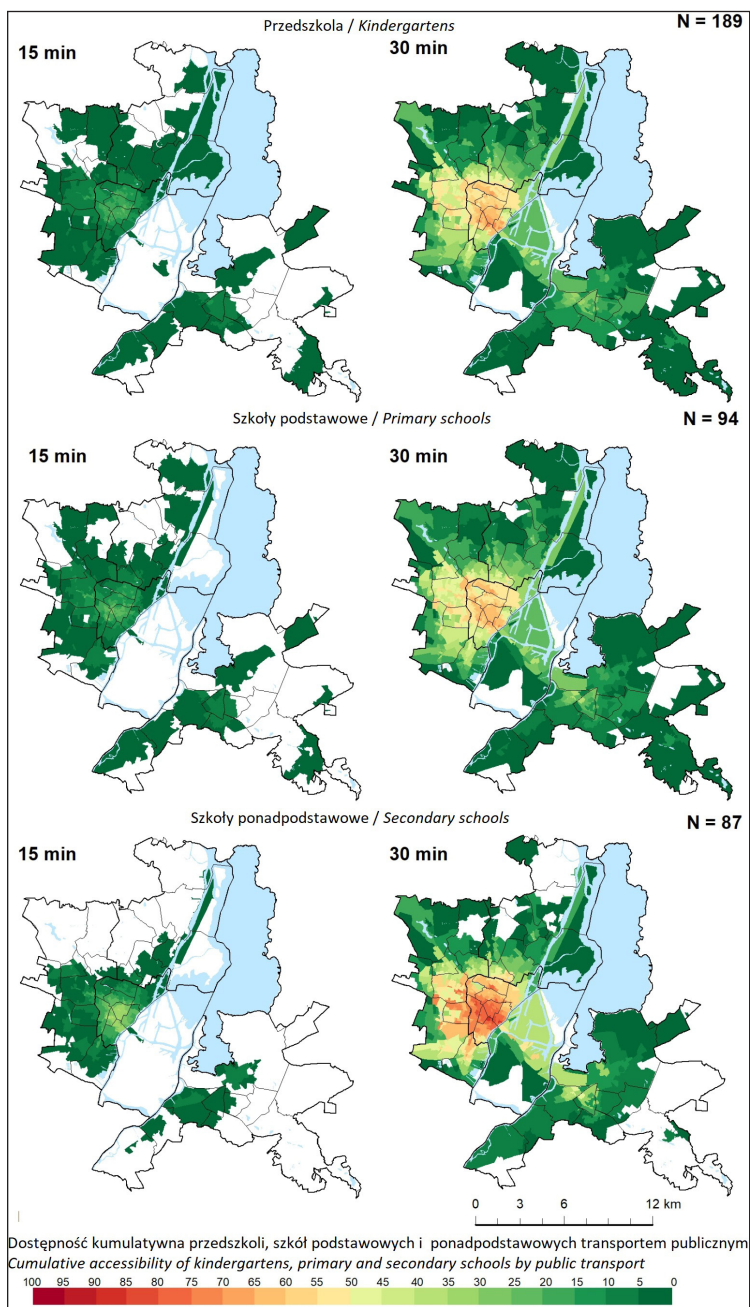 Przedszkola / Kindergartens
N = 189
15 min
30 min
Szkoły podstawowe / Primary schools
N = 94
15 min
30 min
Szkoły ponadpodstawowe / Secondary schools
N = 87
15 min
30 min
0 3 6 12 km
Dostępność kumulatywna przedszkoli, szkół podstawowych i ponadpodstawowych transportem publicznym
Cumulative accessibility of kindergartens, primary and secondary schools by public transport
100 95 90 85 80 75 70 65 60 55 50 45 40 35 30 25 20 15 10 5 0